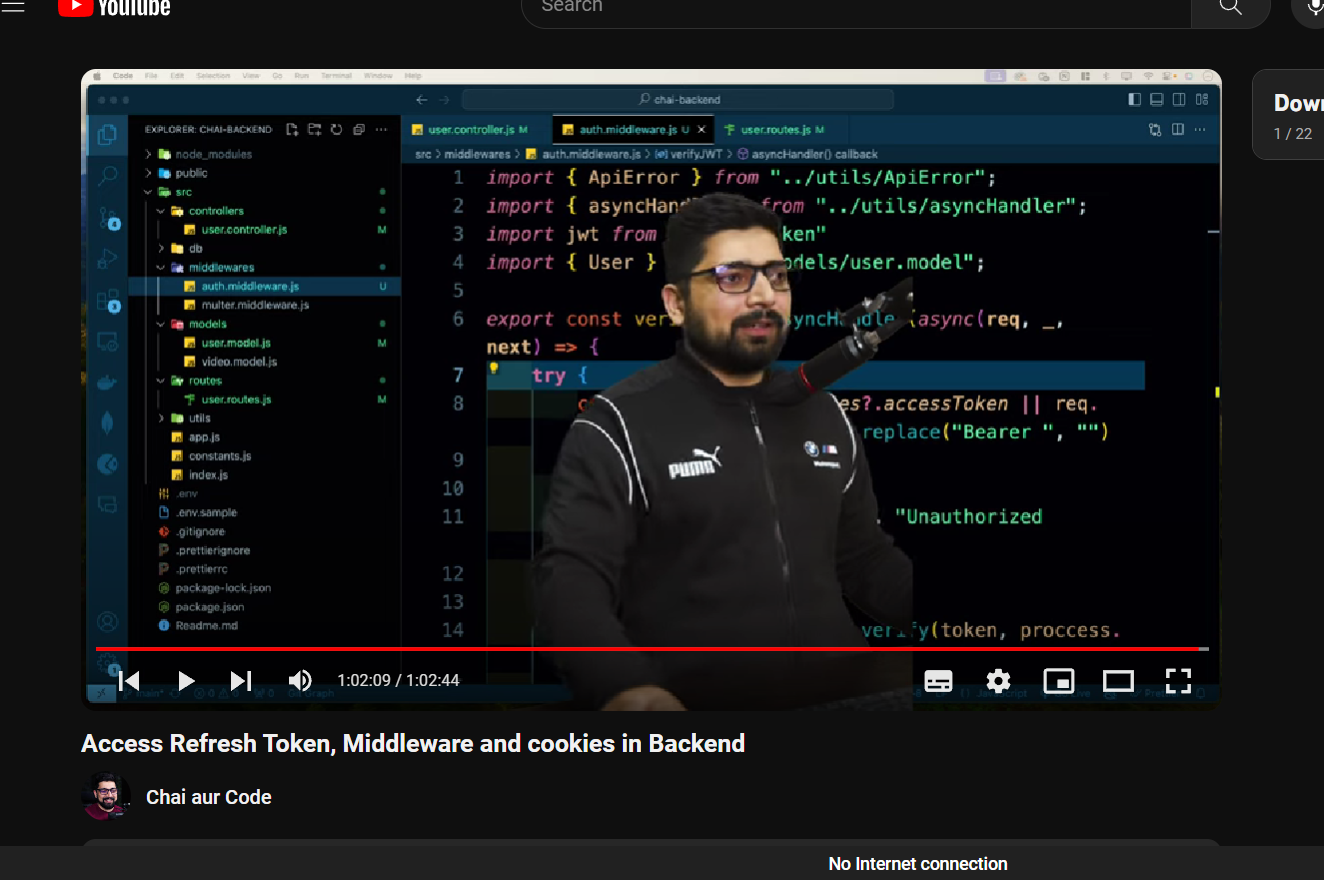 YouTube
Search
Code File Edit Selection View Go Run Terminal Window Help
chai-backend
EXPLORER: CHAI-BACKEND
user.controller.js M
auth.middleware.js U
user.routes.js M
src > middlewares > auth.middleware.js > verifyJWT > asyncHandler() callback
node_modules
public
src
controllers
user.controller.js M
db
middlewares
auth.middleware.js U
multer.middleware.js
models
user.model.js M
video.model.js
routes
user.routes.js M
utils
app.js
constants.js
index.js
.env
.env.sample
.gitignore
.prettierignore
.prettierrc
package-lock.json
package.json
Readme.md
1 import { ApiError } from "../utils/ApiError";
2 import { asyncHand from "../utils/asyncHandler";
3 import jwt from ken"
4 import { User } odels/user.model";
5
6 export const ver syncHandle (async(req, _,
next) => {
7 try {
8 c es?.accessToken || req.
replace("Bearer ", "")
9
10
11 "Unauthorized
12
13
14 verify(token, proccess.
PUMA
1:02:09 / 1:02:44
Dow
1 / 22
Access Refresh Token, Middleware and cookies in Backend
Chai aur Code
No Internet connection